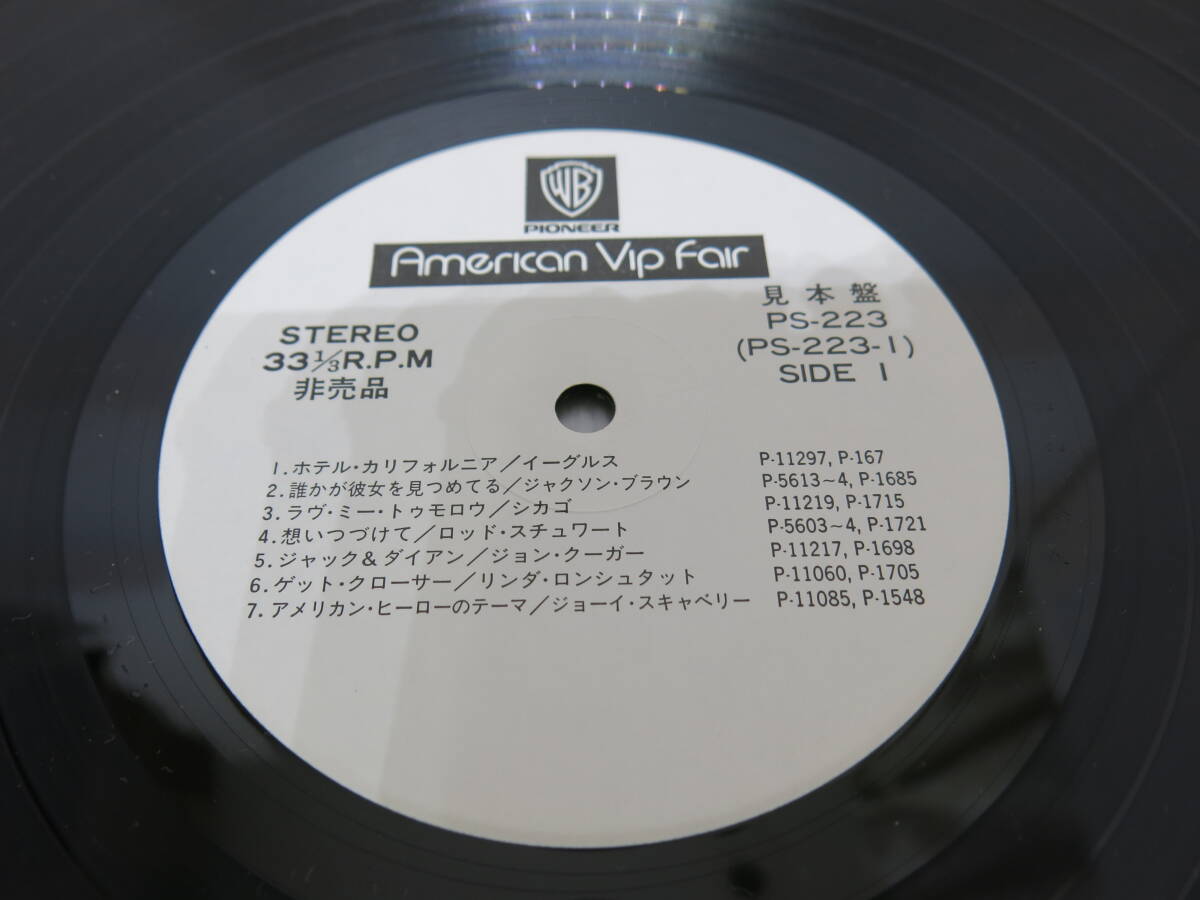 WB
PIONEER
American Vip Fair
STEREO
33⅓ R.P.M
非売品
見本盤
PS-223
(PS-223-1)
SIDE 1
1. ホテル・カリフォルニア／イーグルス P-11297, P-167
2. 誰かが彼女を見つめてる／ジャクソン・ブラウン P-5613~4, P-1685
3. ラヴ・ミー・トゥモロウ／シカゴ P-11219, P-1715
4. 想いつづけて／ロッド・スチュワート P-5603~4, P-1721
5. ジャック&ダイアン／ジョン・クーガー P-11217, P-1698
6. ゲット・クローサー／リンダ・ロンシュタット P-11060, P-1705
7. アメリカン・ヒーローのテーマ／ジョーイ・スキャベリー P-11085, P-1548